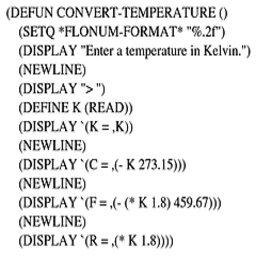 (DEFUN CONVERT-TEMPERATURE ()
(SETQ *FLONUM-FORMAT* "%.2f")
(DISPLAY "Enter a temperature in Kelvin.")
(NEWLINE)
(DISPLAY "> ")
(DEFINE K (READ))
(DISPLAY `(K = ,K))
(NEWLINE)
(DISPLAY `(C = ,(- K 273.15)))
(NEWLINE)
(DISPLAY `(F = ,(- (* K 1.8) 459.67)))
(NEWLINE)
(DISPLAY `(R = ,(* K 1.8))))